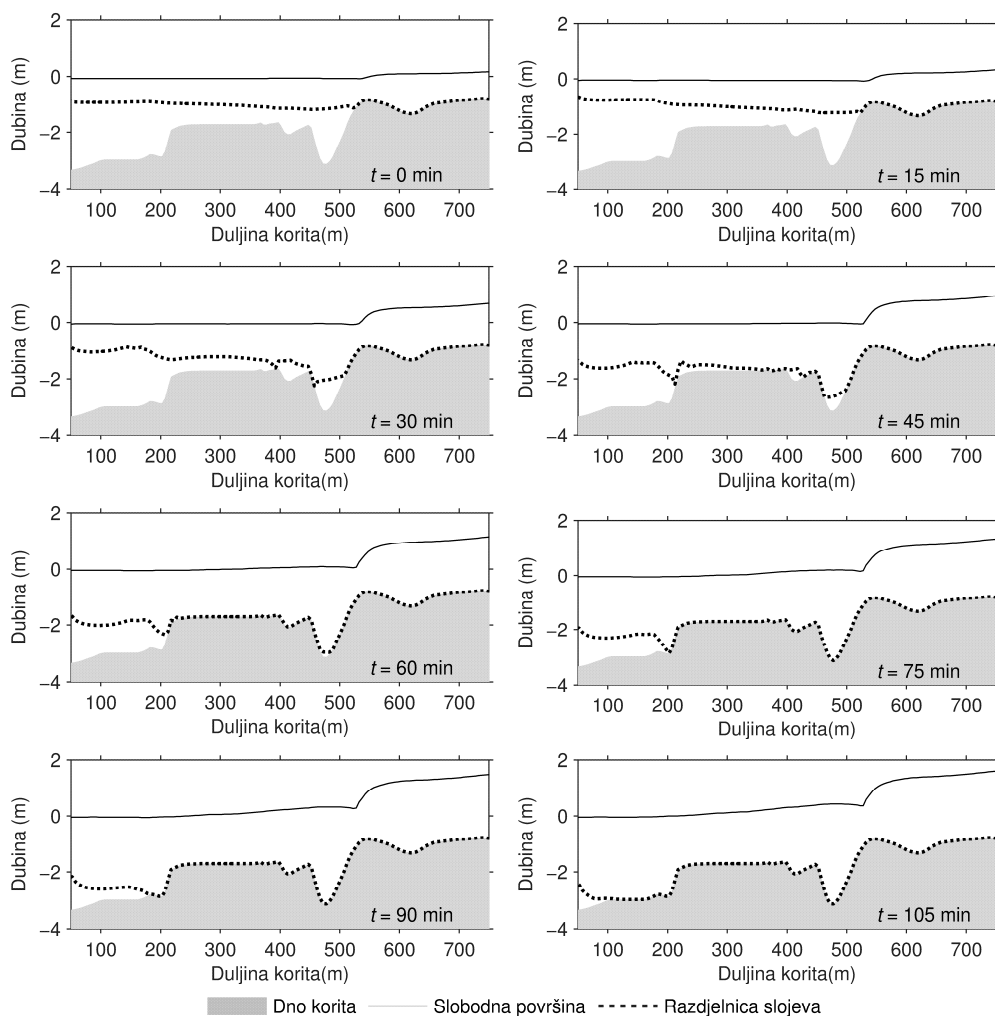 2
0
−2
−4
Dubina (m)
t = 0 min
100 200 300 400 500 600 700
Duljina korita(m)
2
0
−2
−4
Dubina (m)
t = 15 min
100 200 300 400 500 600 700
Duljina korita(m)
2
0
−2
−4
Dubina (m)
t = 30 min
100 200 300 400 500 600 700
Duljina korita(m)
2
0
−2
−4
Dubina (m)
t = 45 min
100 200 300 400 500 600 700
Duljina korita(m)
2
0
−2
−4
Dubina (m)
t = 60 min
100 200 300 400 500 600 700
Duljina korita(m)
2
0
−2
−4
Dubina (m)
t = 75 min
100 200 300 400 500 600 700
Duljina korita(m)
2
0
−2
−4
Dubina (m)
t = 90 min
100 200 300 400 500 600 700
Duljina korita(m)
2
0
−2
−4
Dubina (m)
t = 105 min
100 200 300 400 500 600 700
Duljina korita(m)
Dno korita Slobodna površina Razdjelnica slojeva